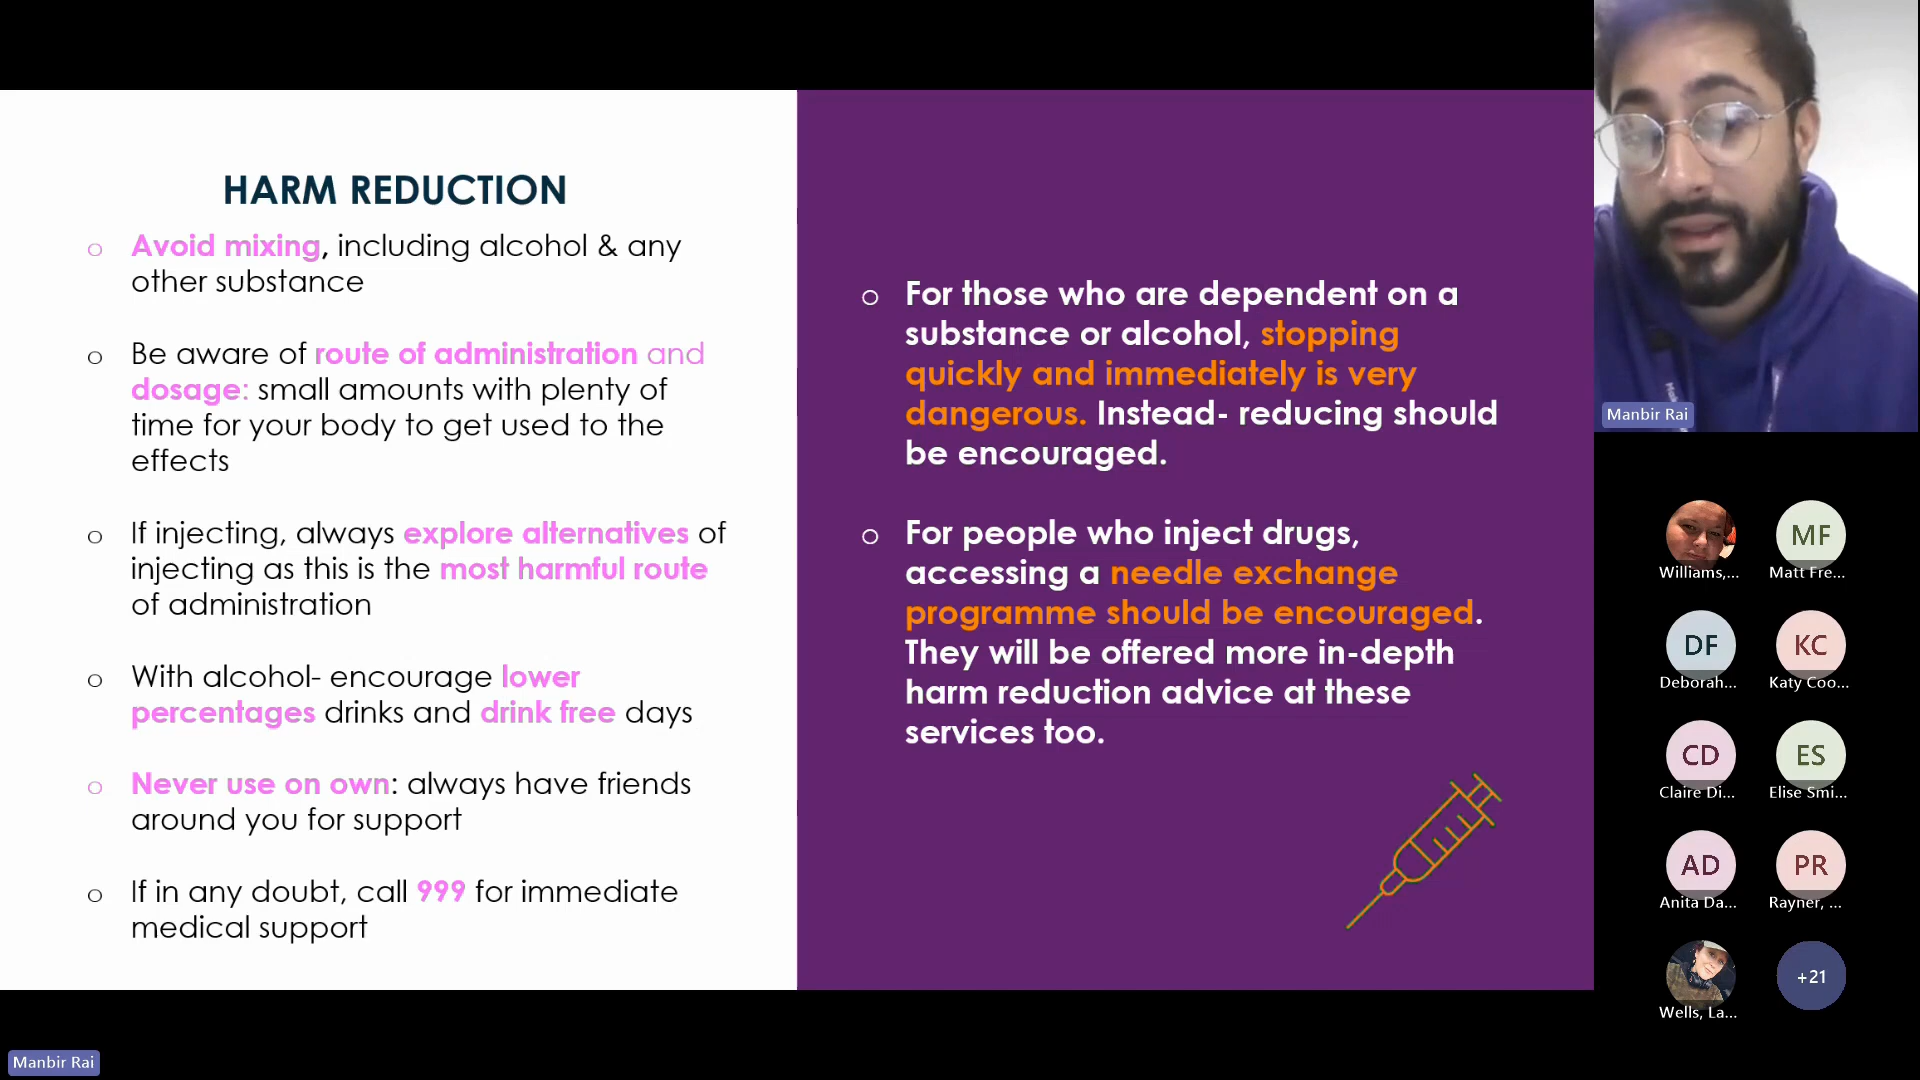 HARM REDUCTION
o Avoid mixing, including alcohol & any
other substance
o Be aware of route of administration and
dosage: small amounts with plenty of
time for your body to get used to the
effects
o If injecting, always explore alternatives of
injecting as this is the most harmful route
of administration
o With alcohol- encourage lower
percentages drinks and drink free days
o Never use on own: always have friends
around you for support
o If in any doubt, call 999 for immediate
medical support
o For those who are dependent on a
substance or alcohol, stopping
quickly and immediately is very
dangerous. Instead- reducing should
be encouraged.
o For people who inject drugs,
accessing a needle exchange
programme should be encouraged.
They will be offered more in-depth
harm reduction advice at these
services too.
Manbir Rai
Williams,...
MF
Matt Fre...
DF
Deborah...
KC
Katy Coo...
CD
Claire Di...
ES
Elise Smi...
AD
Anita Da...
PR
Rayner, ...
Wells, La...
+21
Manbir Rai